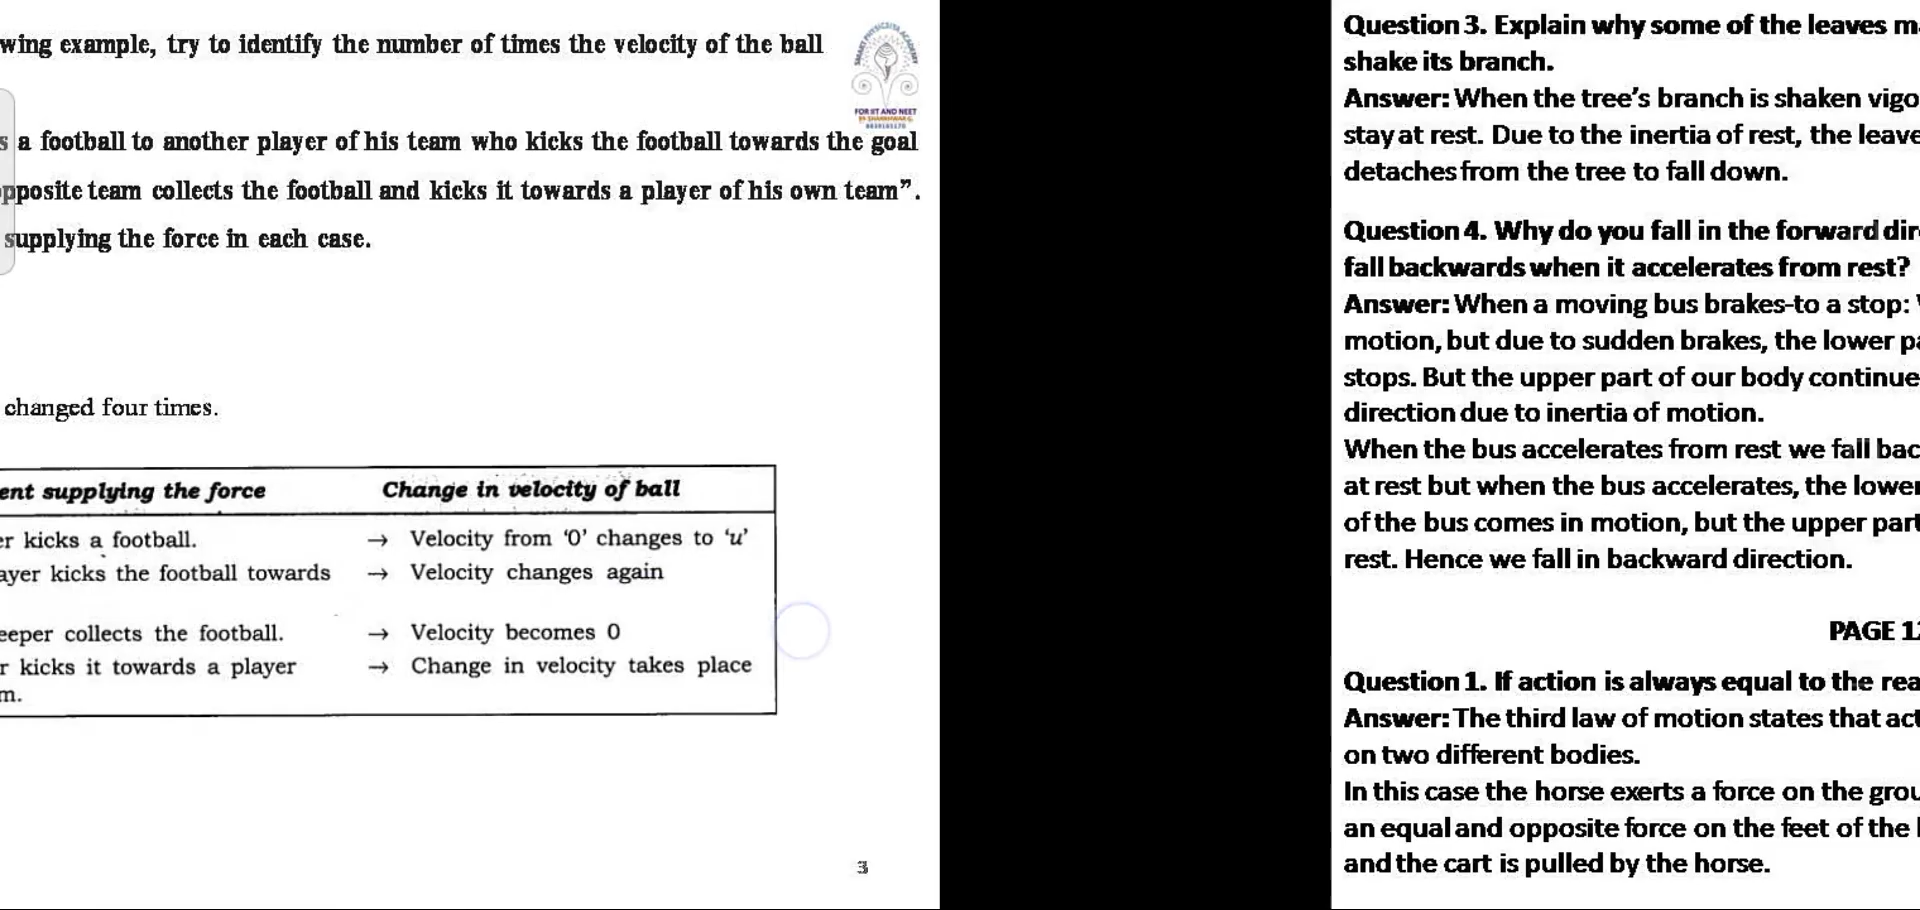 wing example, try to identify the number of times the velocity of the ball
SMART PHYSICSIYA ACADEMY
FOR IIT AND NEET
s a football to another player of his team who kicks the football towards the goal
pposite team collects the football and kicks it towards a player of his own team”.
supplying the force in each case.
changed four times.
ent supplying the force Change in velocity of ball
er kicks a football. → Velocity from ‘0’ changes to ‘u’
ayer kicks the football towards → Velocity changes again
eeper collects the football. → Velocity becomes 0
r kicks it towards a player → Change in velocity takes place
m.
3
Question 3. Explain why some of the leaves m
shake its branch.
Answer: When the tree’s branch is shaken vigo
stay at rest. Due to the inertia of rest, the leave
detaches from the tree to fall down.
Question 4. Why do you fall in the forward dir
fall backwards when it accelerates from rest?
Answer: When a moving bus brakes-to a stop:
motion, but due to sudden brakes, the lower pa
stops. But the upper part of our body continue
direction due to inertia of motion.
When the bus accelerates from rest we fall bac
at rest but when the bus accelerates, the lower
of the bus comes in motion, but the upper part
rest. Hence we fall in backward direction.
PAGE 12
Question 1. If action is always equal to the rea
Answer: The third law of motion states that act
on two different bodies.
In this case the horse exerts a force on the grou
an equal and opposite force on the feet of the
and the cart is pulled by the horse.